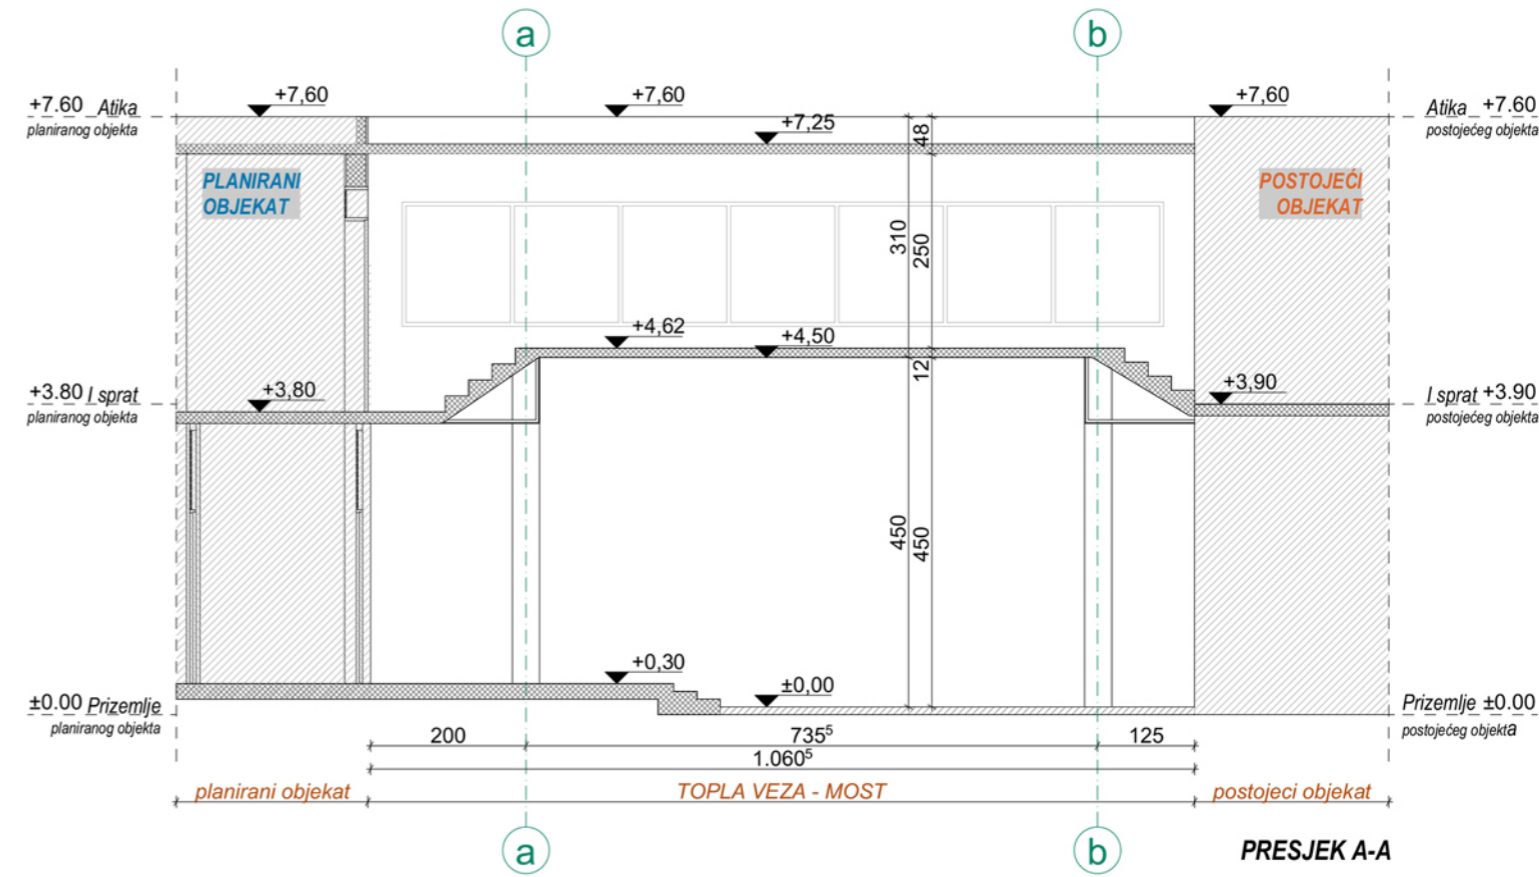 a
b
+7.60 Atika
planiranog objekta
+7,60
+7,60
+7,25
48
+7,60
Atika +7.60
postojećeg objekta
PLANIRANI
OBJEKAT
POSTOJEĆI
OBJEKAT
310
250
+4,62
+4,50
12
+3.80 I sprat
planiranog objekta
+3,80
+3,90
I sprat +3.90
postojećeg objekta
450
450
+0,30
±0,00
±0.00 Prizemlje
planiranog objekta
Prizemlje ±0.00
postojećeg objekta
200
735⁵
125
1.060⁵
planirani objekat
TOPLA VEZA - MOST
postojeci objekat
a
b
PRESJEK A-A